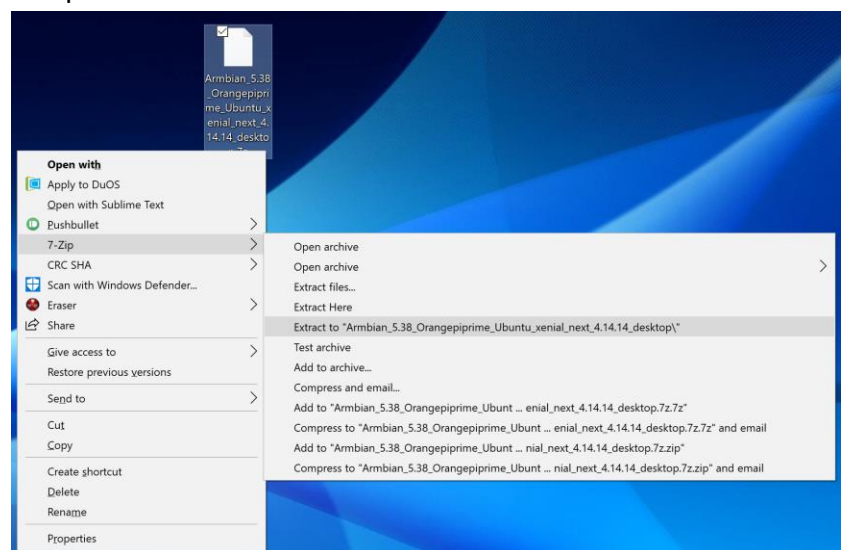 Armbian_5.38
_Orangepipri
me_Ubuntu_x
enial_next_4.
14.14_deskto
Open with
Apply to DuOS
Open with Sublime Text
Pushbullet
7-Zip
CRC SHA
Scan with Windows Defender...
Eraser
Share
Give access to
Restore previous versions
Send to
Cut
Copy
Create shortcut
Delete
Rename
Properties
Open archive
Open archive
Extract files...
Extract Here
Extract to "Armbian_5.38_Orangepiprime_Ubuntu_xenial_next_4.14.14_desktop\"
Test archive
Add to archive...
Compress and email...
Add to "Armbian_5.38_Orangepiprime_Ubunt ... enial_next_4.14.14_desktop.7z.7z"
Compress to "Armbian_5.38_Orangepiprime_Ubunt ... enial_next_4.14.14_desktop.7z.7z" and email
Add to "Armbian_5.38_Orangepiprime_Ubunt ... nial_next_4.14.14_desktop.7z.zip"
Compress to "Armbian_5.38_Orangepiprime_Ubunt ... nial_next_4.14.14_desktop.7z.zip" and email